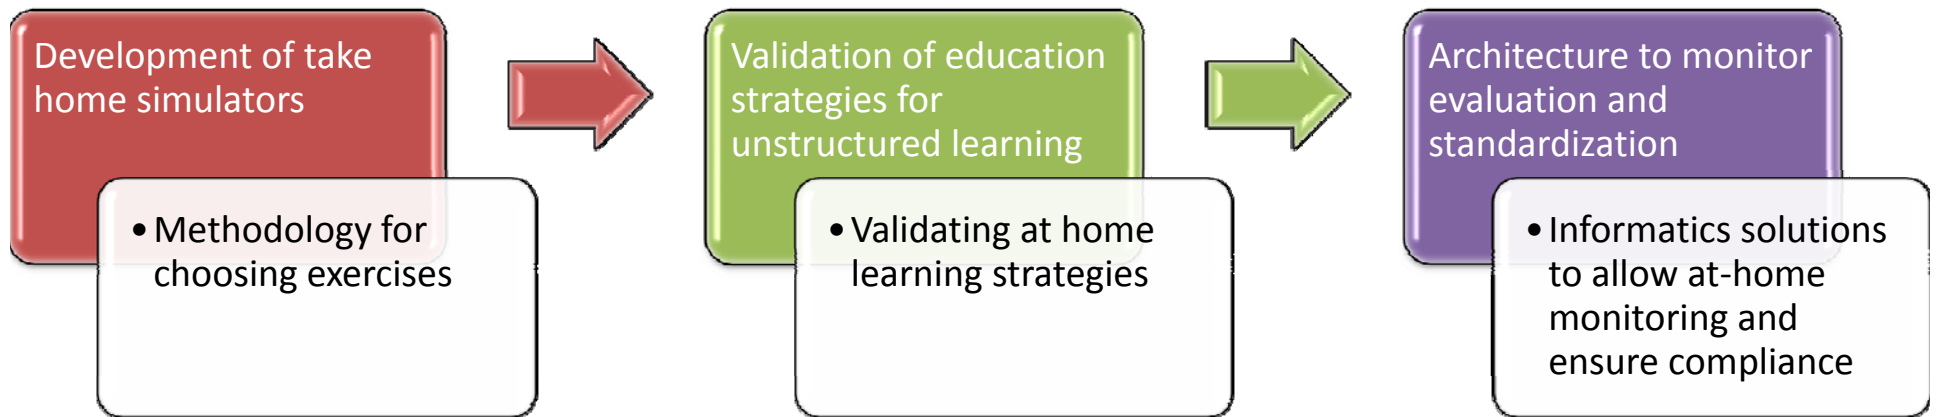 Development of take
home simulators
• Methodology for
choosing exercises
Validation of education
strategies for
unstructured learning
• Validating at home
learning strategies
Architecture to monitor
evaluation and
standardization
• Informatics solutions
to allow at-home
monitoring and
ensure compliance